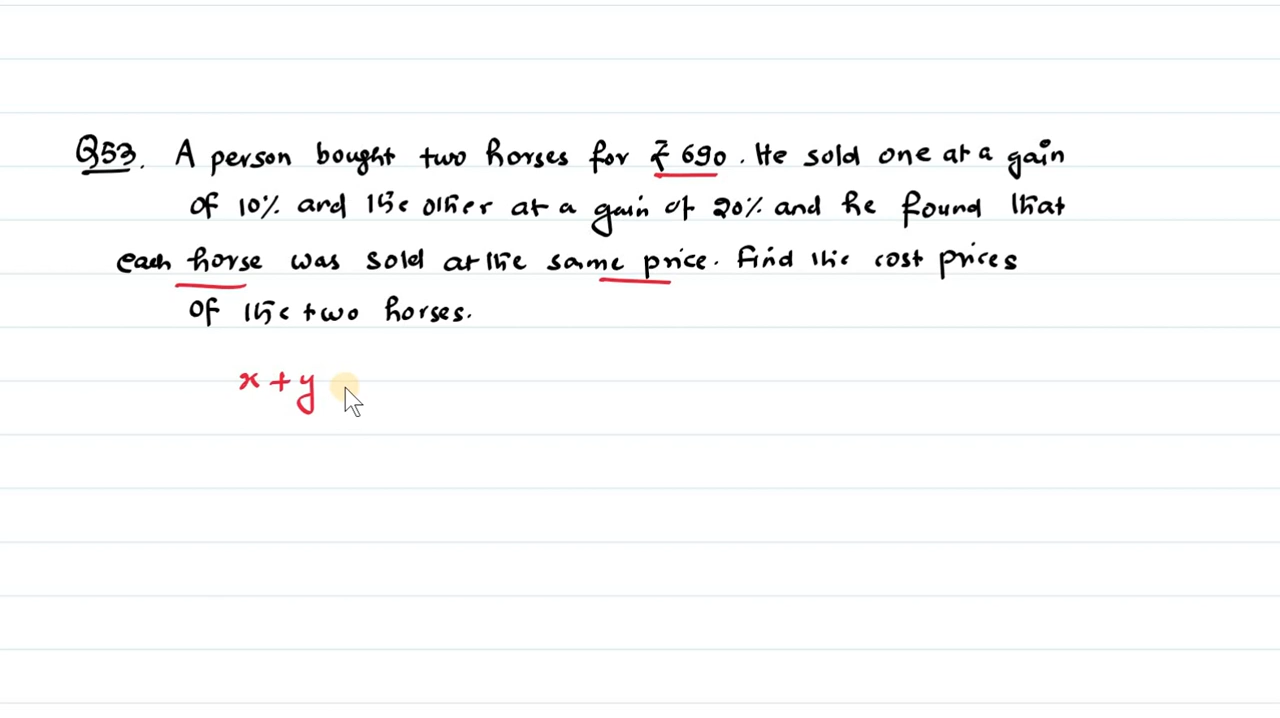 Q53. A person bought two horses for ₹ 690. He sold one at a gain
of 10% and the other at a gain of 20% and he found that
each horse was sold at the same price. Find the cost prices
of the two horses.
x + y